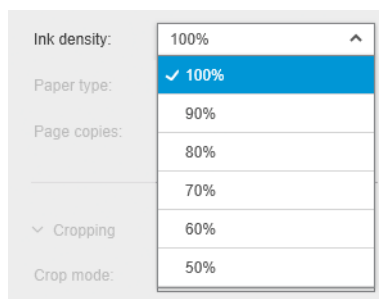 Ink density: 100%
100%
Paper type:
90%
Page copies:
80%
70%
Cropping
60%
Crop mode:
50%